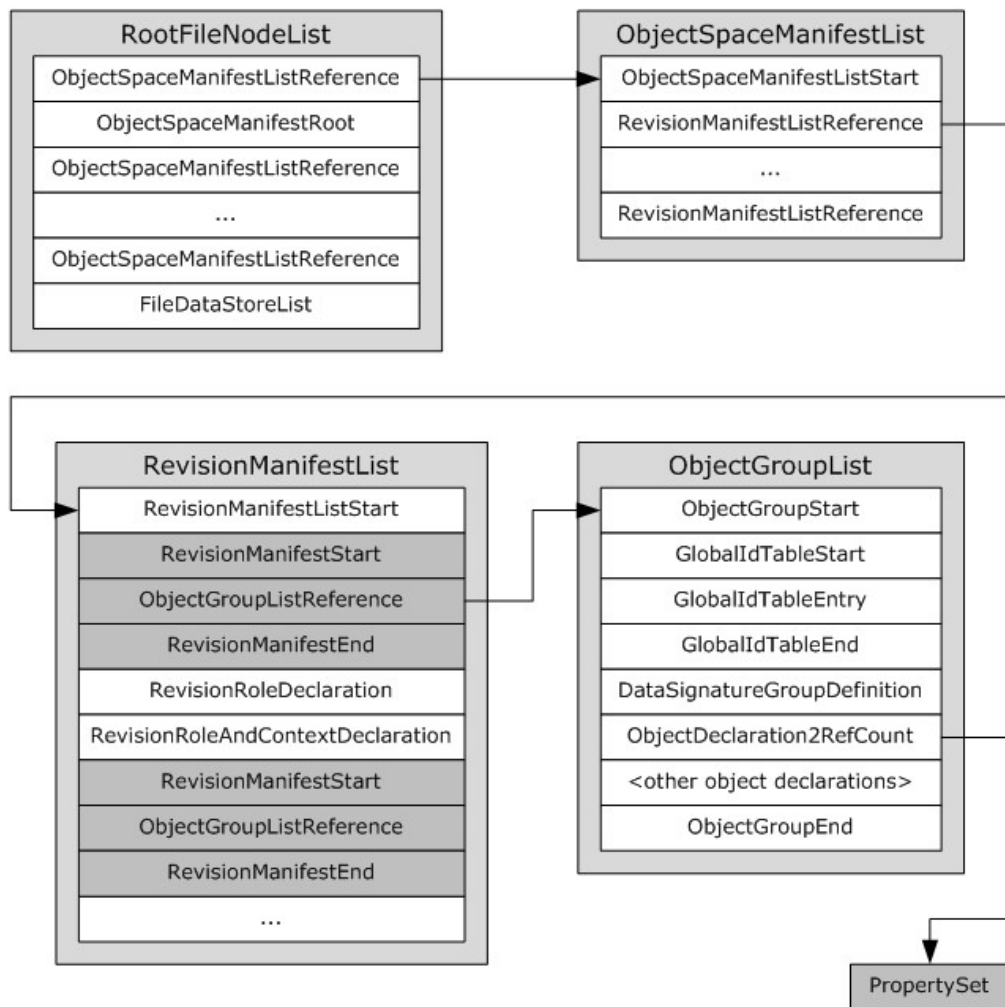 RootFileNodeList
ObjectSpaceManifestListReference
ObjectSpaceManifestRoot
ObjectSpaceManifestListReference
...
ObjectSpaceManifestListReference
FileDataStoreList
ObjectSpaceManifestList
ObjectSpaceManifestListStart
RevisionManifestListReference
...
RevisionManifestListReference
RevisionManifestList
RevisionManifestListStart
RevisionManifestStart
ObjectGroupListReference
RevisionManifestEnd
RevisionRoleDeclaration
RevisionRoleAndContextDeclaration
RevisionManifestStart
ObjectGroupListReference
RevisionManifestEnd
...
ObjectGroupList
ObjectGroupStart
GlobalIdTableStart
GlobalIdTableEntry
GlobalIdTableEnd
DataSignatureGroupDefinition
ObjectDeclaration2RefCount
<other object declarations>
ObjectGroupEnd
PropertySet